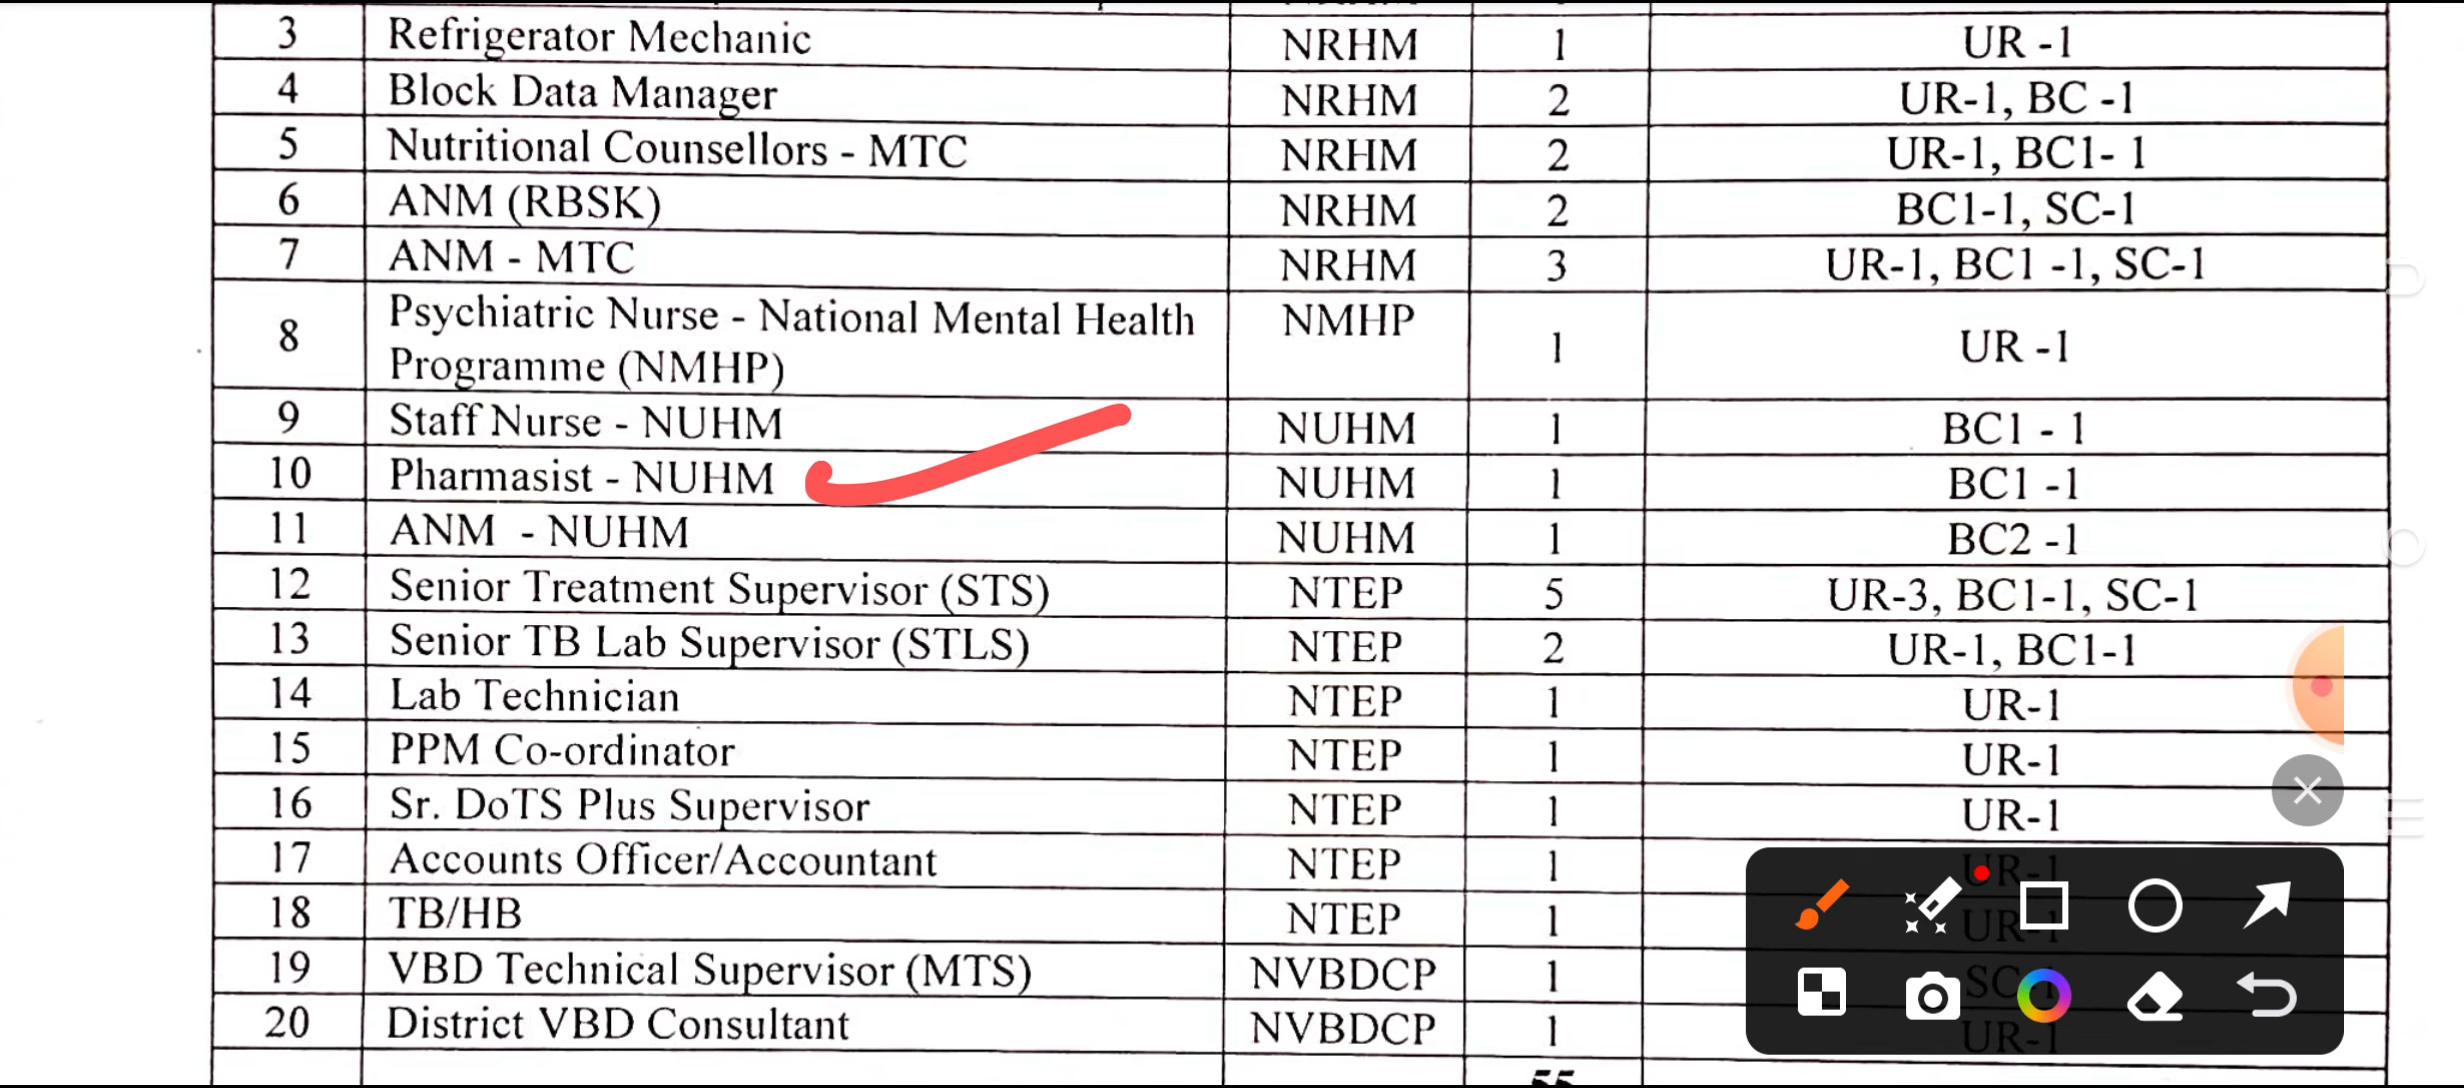 3 Refrigerator Mechanic NRHM 1 UR -1
4 Block Data Manager NRHM 2 UR-1, BC -1
5 Nutritional Counsellors - MTC NRHM 2 UR-1, BC1- 1
6 ANM (RBSK) NRHM 2 BC1-1, SC-1
7 ANM - MTC NRHM 3 UR-1, BC1 -1, SC-1
8 Psychiatric Nurse - National Mental Health NMHP 1 UR -1
Programme (NMHP)
9 Staff Nurse - NUHM NUHM 1 BC1 - 1
10 Pharmasist - NUHM NUHM 1 BC1 -1
11 ANM - NUHM NUHM 1 BC2 -1
12 Senior Treatment Supervisor (STS) NTEP 5 UR-3, BC1-1, SC-1
13 Senior TB Lab Supervisor (STLS) NTEP 2 UR-1, BC1-1
14 Lab Technician NTEP 1 UR-1
15 PPM Co-ordinator NTEP 1 UR-1
16 Sr. DoTS Plus Supervisor NTEP 1 UR-1
17 Accounts Officer/Accountant NTEP 1 UR-1
18 TB/HB NTEP 1 UR-1
19 VBD Technical Supervisor (MTS) NVBDCP 1
20 District VBD Consultant NVBDCP 1 UR-1
55